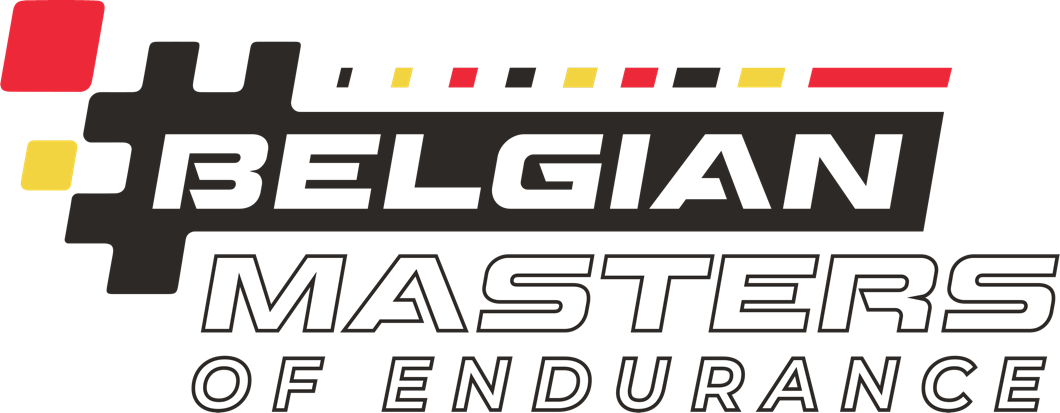 BELGIAN
MASTERS
OF ENDURANCE